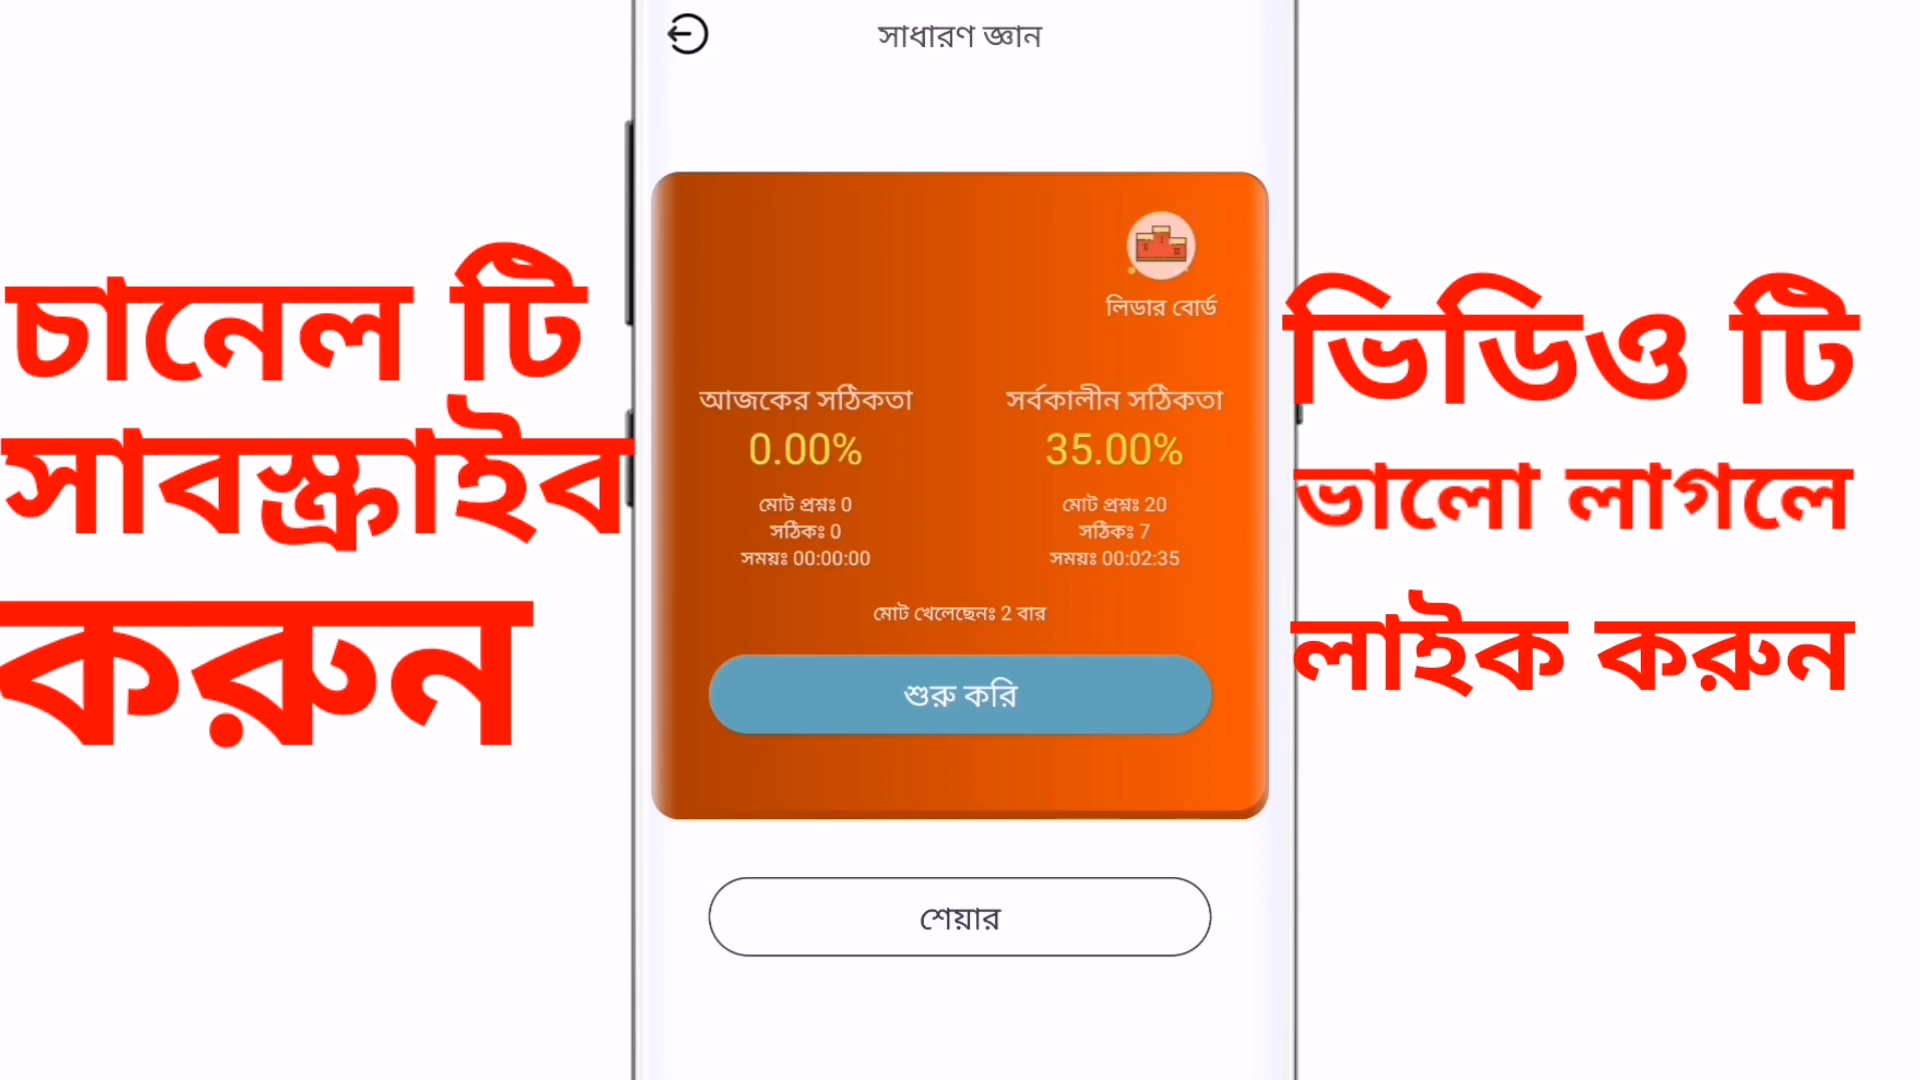 সাধারণ জ্ঞান
লিডার বোর্ড
চানেল টি
সাবস্ক্রাইব
করুন
আজকের সঠিকতা
0.00%
মোট প্রশ্নঃ 0
সঠিকঃ 0
সময়ঃ 00:00:00
সর্বকালীন সঠিকতা
35.00%
মোট প্রশ্নঃ 20
সঠিকঃ 7
সময়ঃ 00:02:35
মোট খেলেছেনঃ 2 বার
শুরু করি
শেয়ার
ভিডিও টি
ভালো লাগলে
লাইক করুন